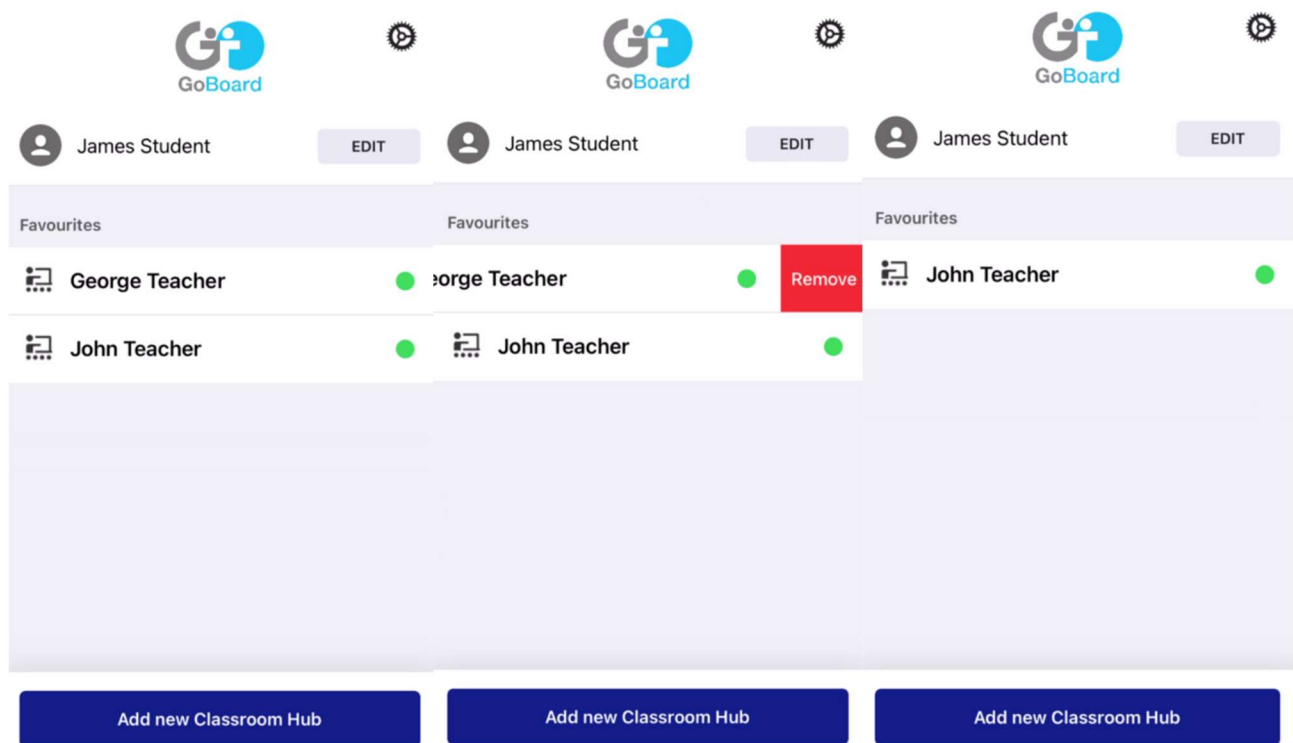 GoBoard
James Student EDIT
Favourites
George Teacher
John Teacher
Add new Classroom Hub
GoBoard
James Student EDIT
Favourites
eorge Teacher Remove
John Teacher
Add new Classroom Hub
GoBoard
James Student EDIT
Favourites
John Teacher
Add new Classroom Hub